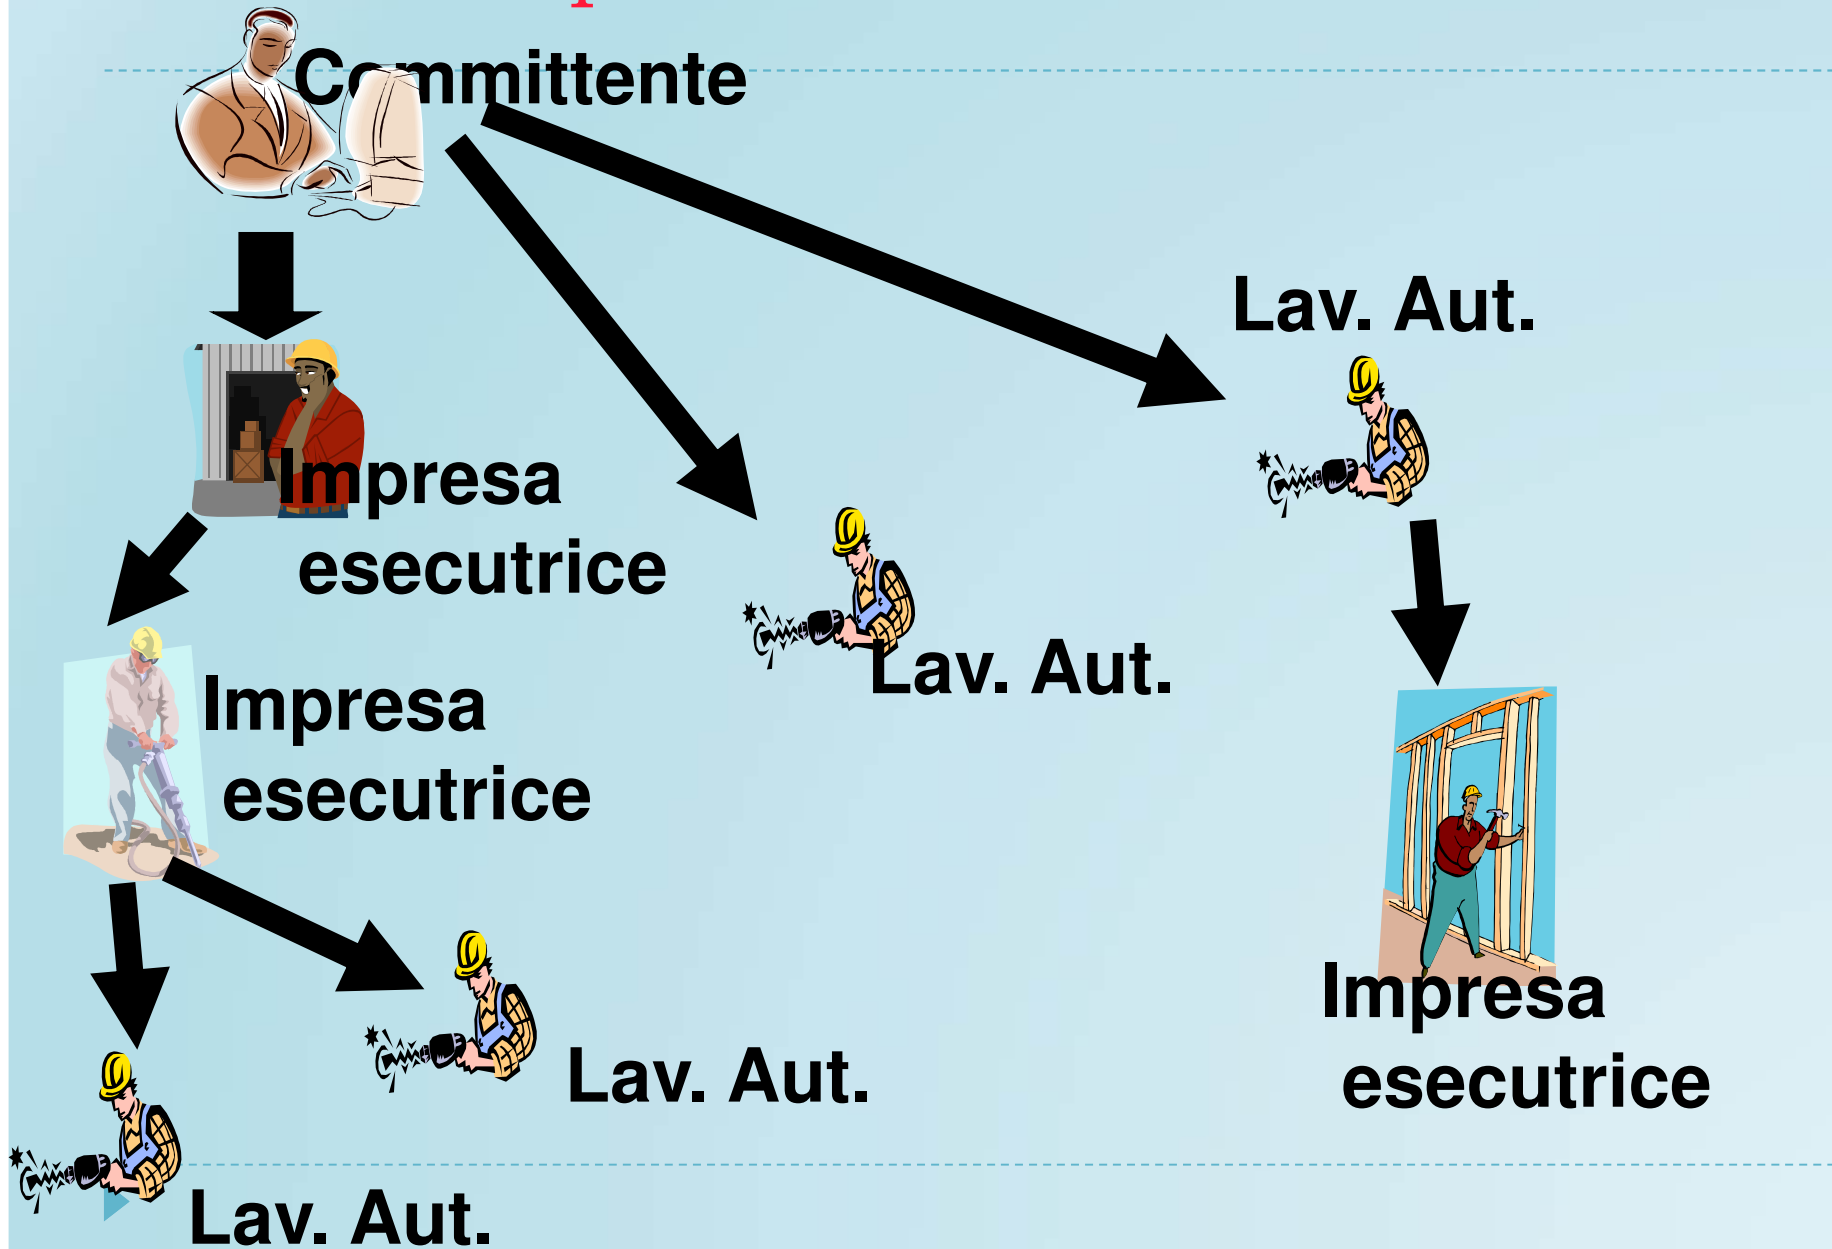 Committente
Lav. Aut.
Impresa
esecutrice
Lav. Aut.
Impresa
esecutrice
Impresa
esecutrice
Lav. Aut.
Lav. Aut.